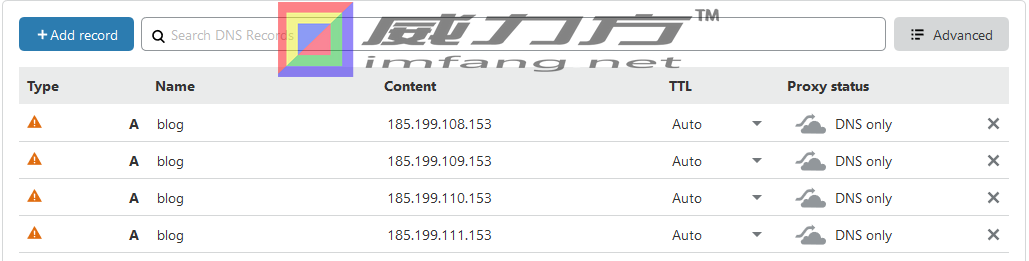 + Add record Search DNS Records Advanced
威力方™
imfang net
Type Name Content TTL Proxy status
A blog 185.199.108.153 Auto DNS only
A blog 185.199.109.153 Auto DNS only
A blog 185.199.110.153 Auto DNS only
A blog 185.199.111.153 Auto DNS only